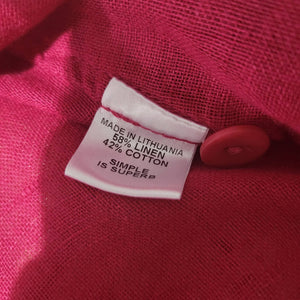 MADE IN LITHUANIA
58% LINEN
42% COTTON
SIMPLE
IS SUPERB